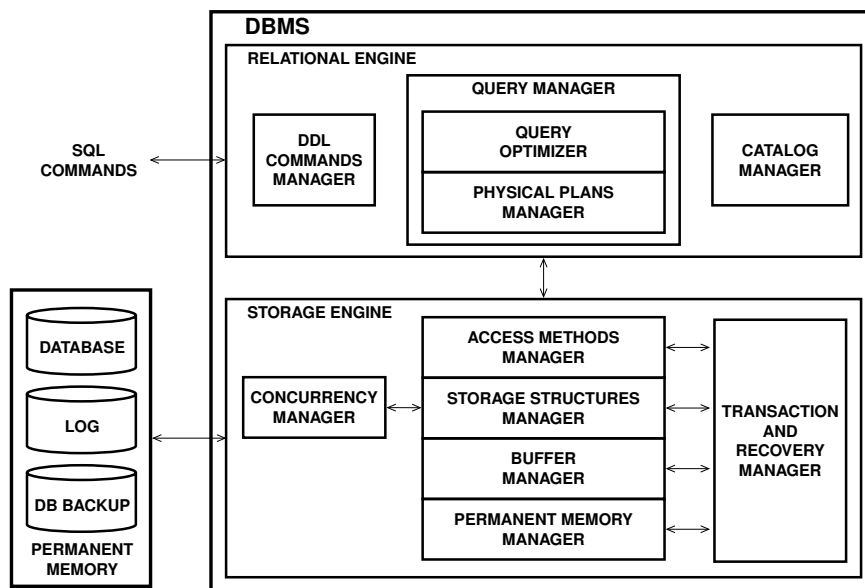 DBMS
RELATIONAL ENGINE
QUERY MANAGER
SQL
COMMANDS
DDL
COMMANDS
MANAGER
QUERY
OPTIMIZER
PHYSICAL PLANS
MANAGER
CATALOG
MANAGER
STORAGE ENGINE
DATABASE
LOG
DB BACKUP
PERMANENT
MEMORY
CONCURRENCY
MANAGER
ACCESS METHODS
MANAGER
STORAGE STRUCTURES
MANAGER
BUFFER
MANAGER
PERMANENT MEMORY
MANAGER
TRANSACTION
AND
RECOVERY
MANAGER